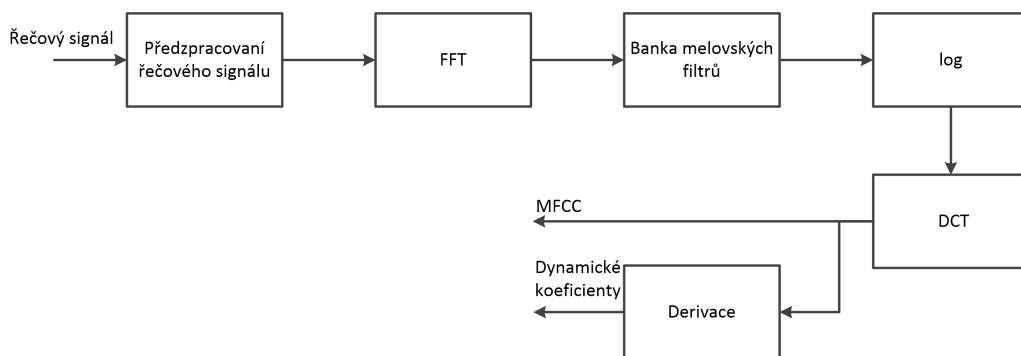 Řečový signál
Předzpracovaní
řečového signálu
FFT
Banka melovských
filtrů
log
DCT
MFCC
Dynamické
koeficienty
Derivace